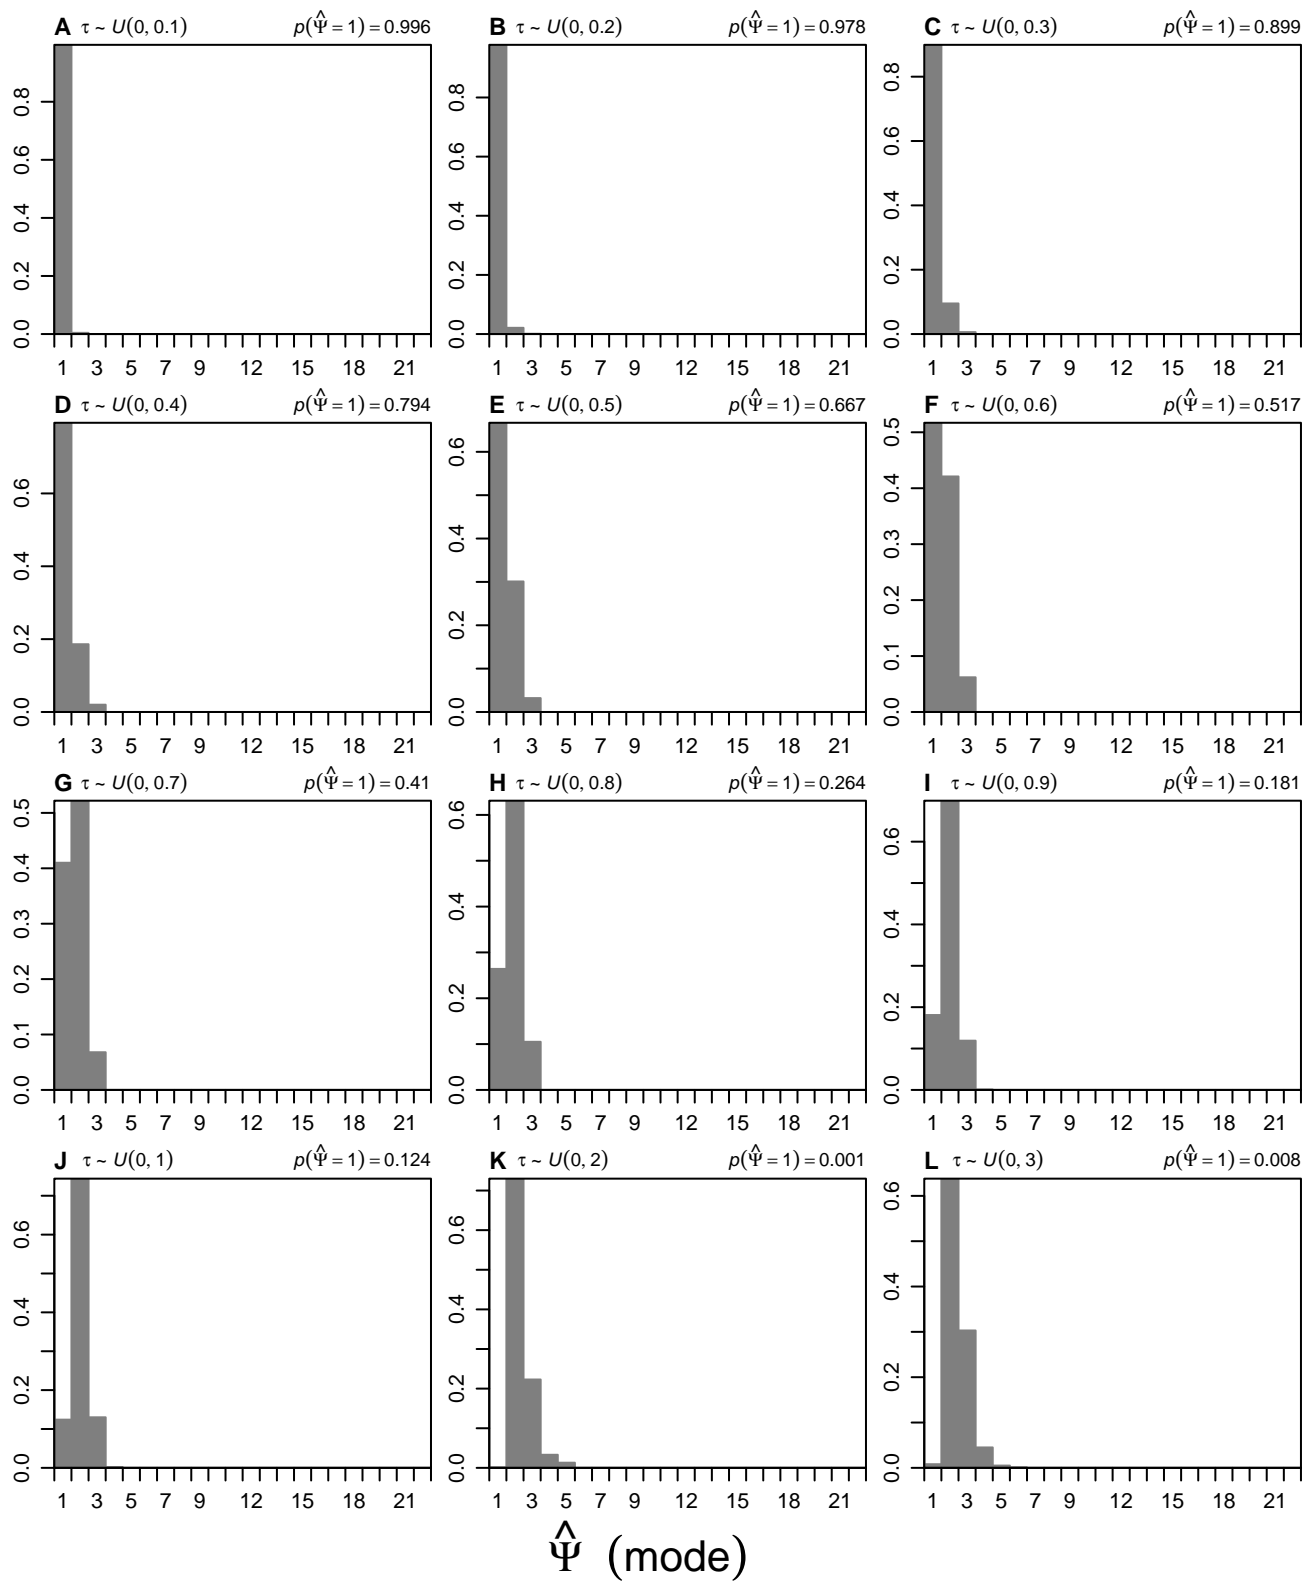 A τ ~ U(0, 0.1) p(Ψ̂ = 1) = 0.996
B τ ~ U(0, 0.2) p(Ψ̂ = 1) = 0.978
C τ ~ U(0, 0.3) p(Ψ̂ = 1) = 0.899
0.0 0.2 0.4 0.6 0.8
0.0 0.2 0.4 0.6 0.8
0.0 0.2 0.4 0.6 0.8
1 3 5 7 9 12 15 18 21
1 3 5 7 9 12 15 18 21
1 3 5 7 9 12 15 18 21
D τ ~ U(0, 0.4) p(Ψ̂ = 1) = 0.794
E τ ~ U(0, 0.5) p(Ψ̂ = 1) = 0.667
F τ ~ U(0, 0.6) p(Ψ̂ = 1) = 0.517
0.0 0.2 0.4 0.6
0.0 0.2 0.4 0.6
0.0 0.1 0.2 0.3 0.4 0.5
1 3 5 7 9 12 15 18 21
1 3 5 7 9 12 15 18 21
1 3 5 7 9 12 15 18 21
G τ ~ U(0, 0.7) p(Ψ̂ = 1) = 0.41
H τ ~ U(0, 0.8) p(Ψ̂ = 1) = 0.264
I τ ~ U(0, 0.9) p(Ψ̂ = 1) = 0.181
0.0 0.1 0.2 0.3 0.4 0.5
0.0 0.2 0.4 0.6
0.0 0.2 0.4 0.6
1 3 5 7 9 12 15 18 21
1 3 5 7 9 12 15 18 21
1 3 5 7 9 12 15 18 21
J τ ~ U(0, 1) p(Ψ̂ = 1) = 0.124
K τ ~ U(0, 2) p(Ψ̂ = 1) = 0.001
L τ ~ U(0, 3) p(Ψ̂ = 1) = 0.008
0.0 0.2 0.4 0.6
0.0 0.2 0.4 0.6
0.0 0.2 0.4 0.6
1 3 5 7 9 12 15 18 21
1 3 5 7 9 12 15 18 21
1 3 5 7 9 12 15 18 21
Ψ̂ (mode)